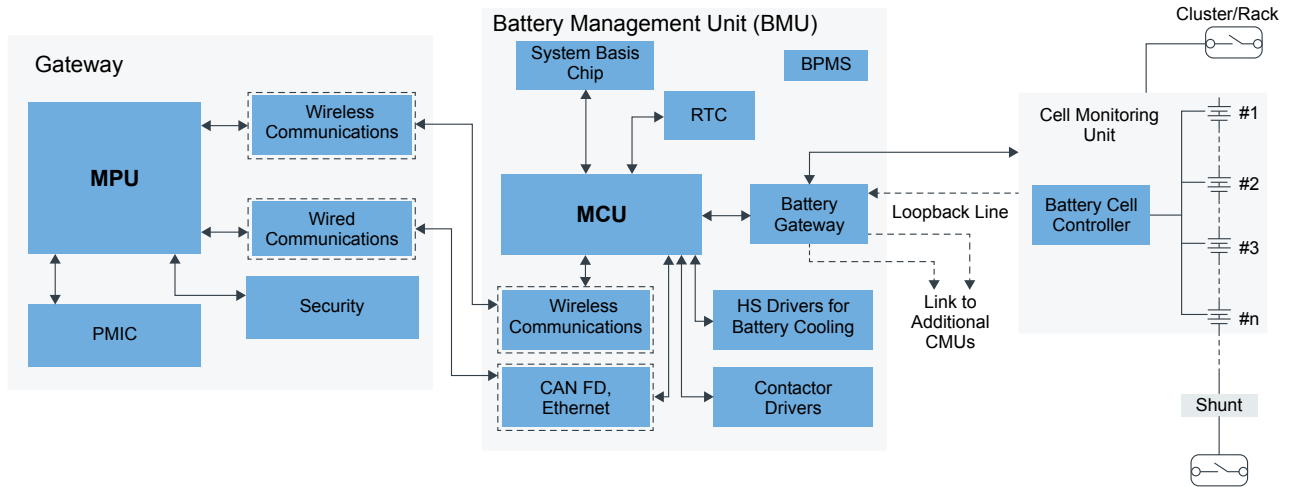 Gateway
MPU
Wireless
Communications
Wired
Communications
PMIC
Security
Battery Management Unit (BMU)
System Basis
Chip
BPMS
RTC
MCU
Battery
Gateway
Wireless
Communications
HS Drivers for
Battery Cooling
CAN FD,
Ethernet
Contactor
Drivers
Loopback Line
Link to
Additional
CMUs
Cluster/Rack
Cell Monitoring
Unit
Battery Cell
Controller
#1
#2
#3
#n
Shunt